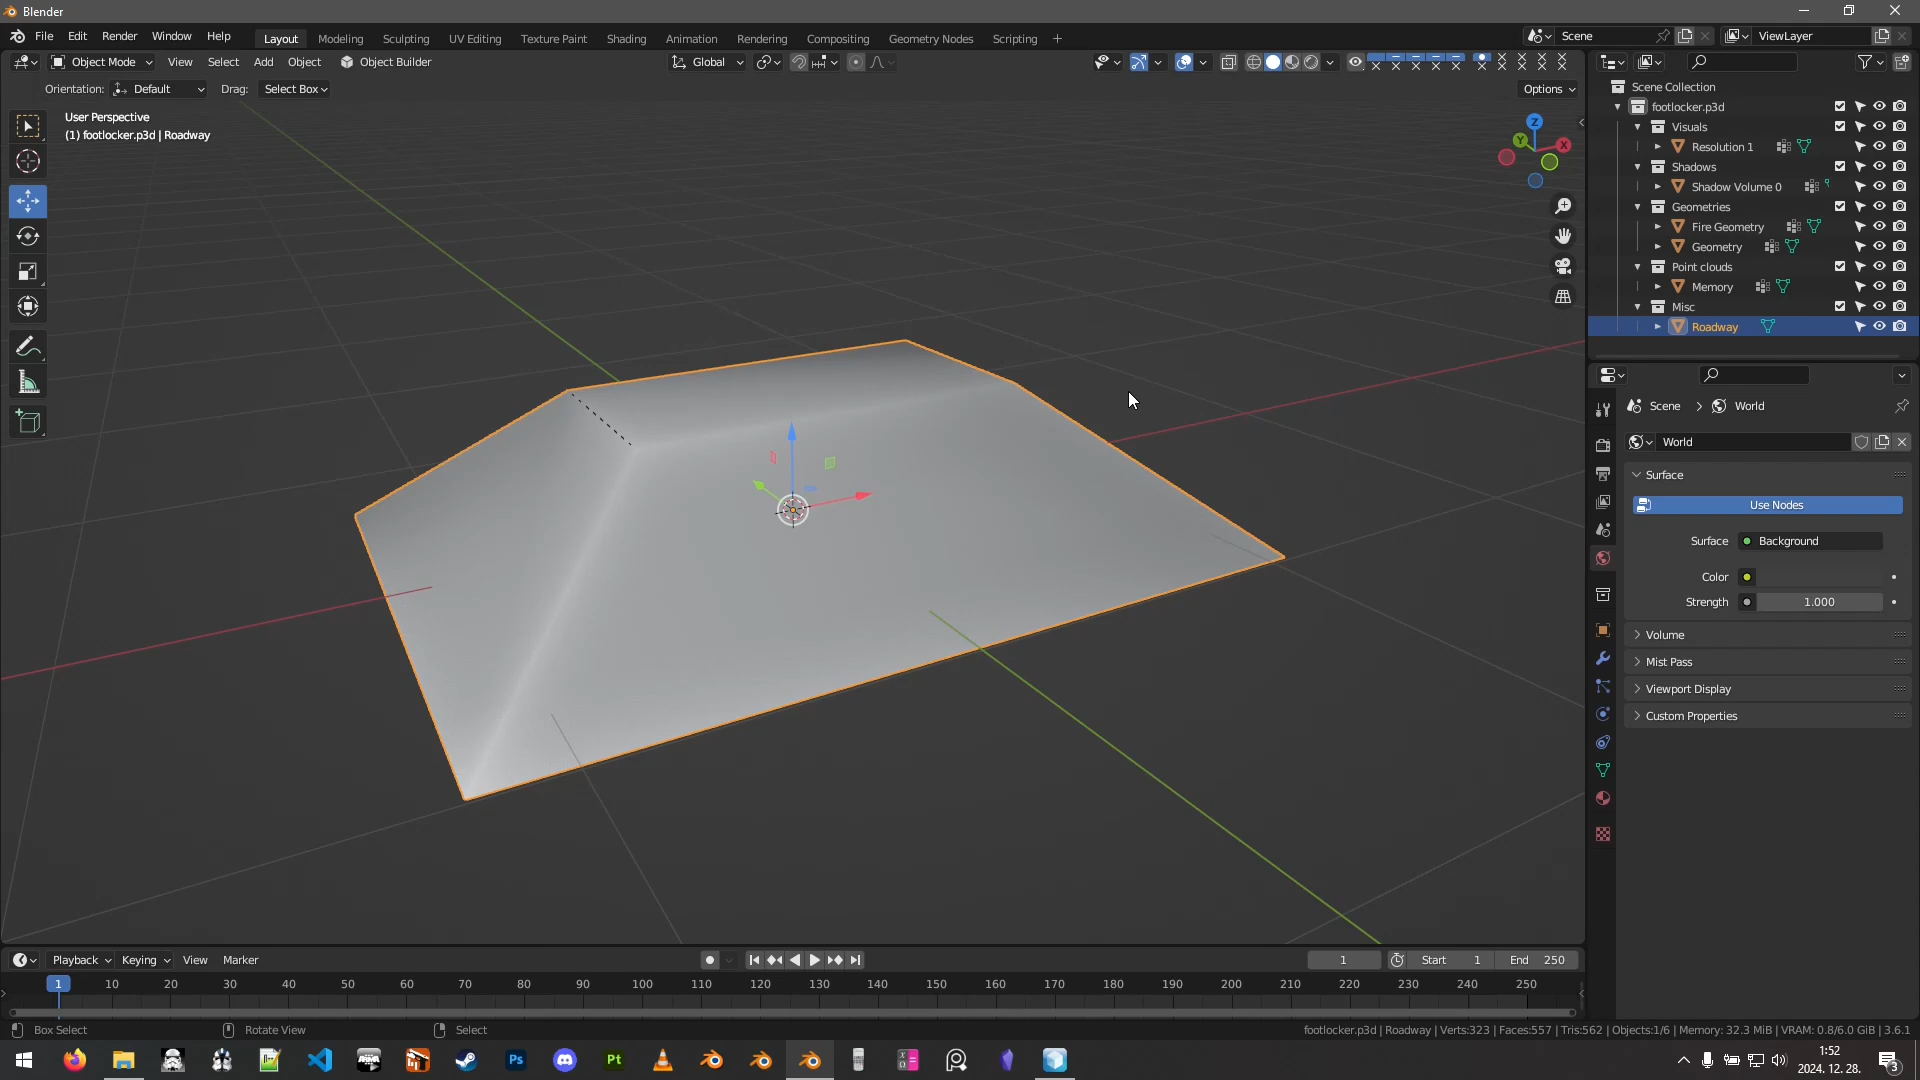 Blender
File Edit Render Window Help Layout Modeling Sculpting UV Editing Texture Paint Shading Animation Rendering Compositing Geometry Nodes Scripting + Scene ViewLayer
Object Mode View Select Add Object Object Builder Global
Orientation: Default Drag: Select Box Options
User Perspective
(1) footlocker.p3d | Roadway
Z
Y
X
Scene Collection
footlocker.p3d
Visuals
Resolution 1
Shadows
Shadow Volume 0
Geometries
Fire Geometry
Geometry
Point clouds
Memory
Misc
Roadway
Scene > World
World
Surface
Use Nodes
Surface Background
Color
Strength 1.000
Volume
Mist Pass
Viewport Display
Custom Properties
Playback Keying View Marker 1 Start 1 End 250
1 10 20 30 40 50 60 70 80 90 100 110 120 130 140 150 160 170 180 190 200 210 220 230 240 250
Box Select Rotate View Select footlocker.p3d | Roadway | Verts:323 | Faces:557 | Tris:562 | Objects:1/6 | Memory: 32.3 MiB | VRAM: 0.8/6.0 GiB | 3.6.1
Ps Pt
1:52
2024. 12. 28.
3